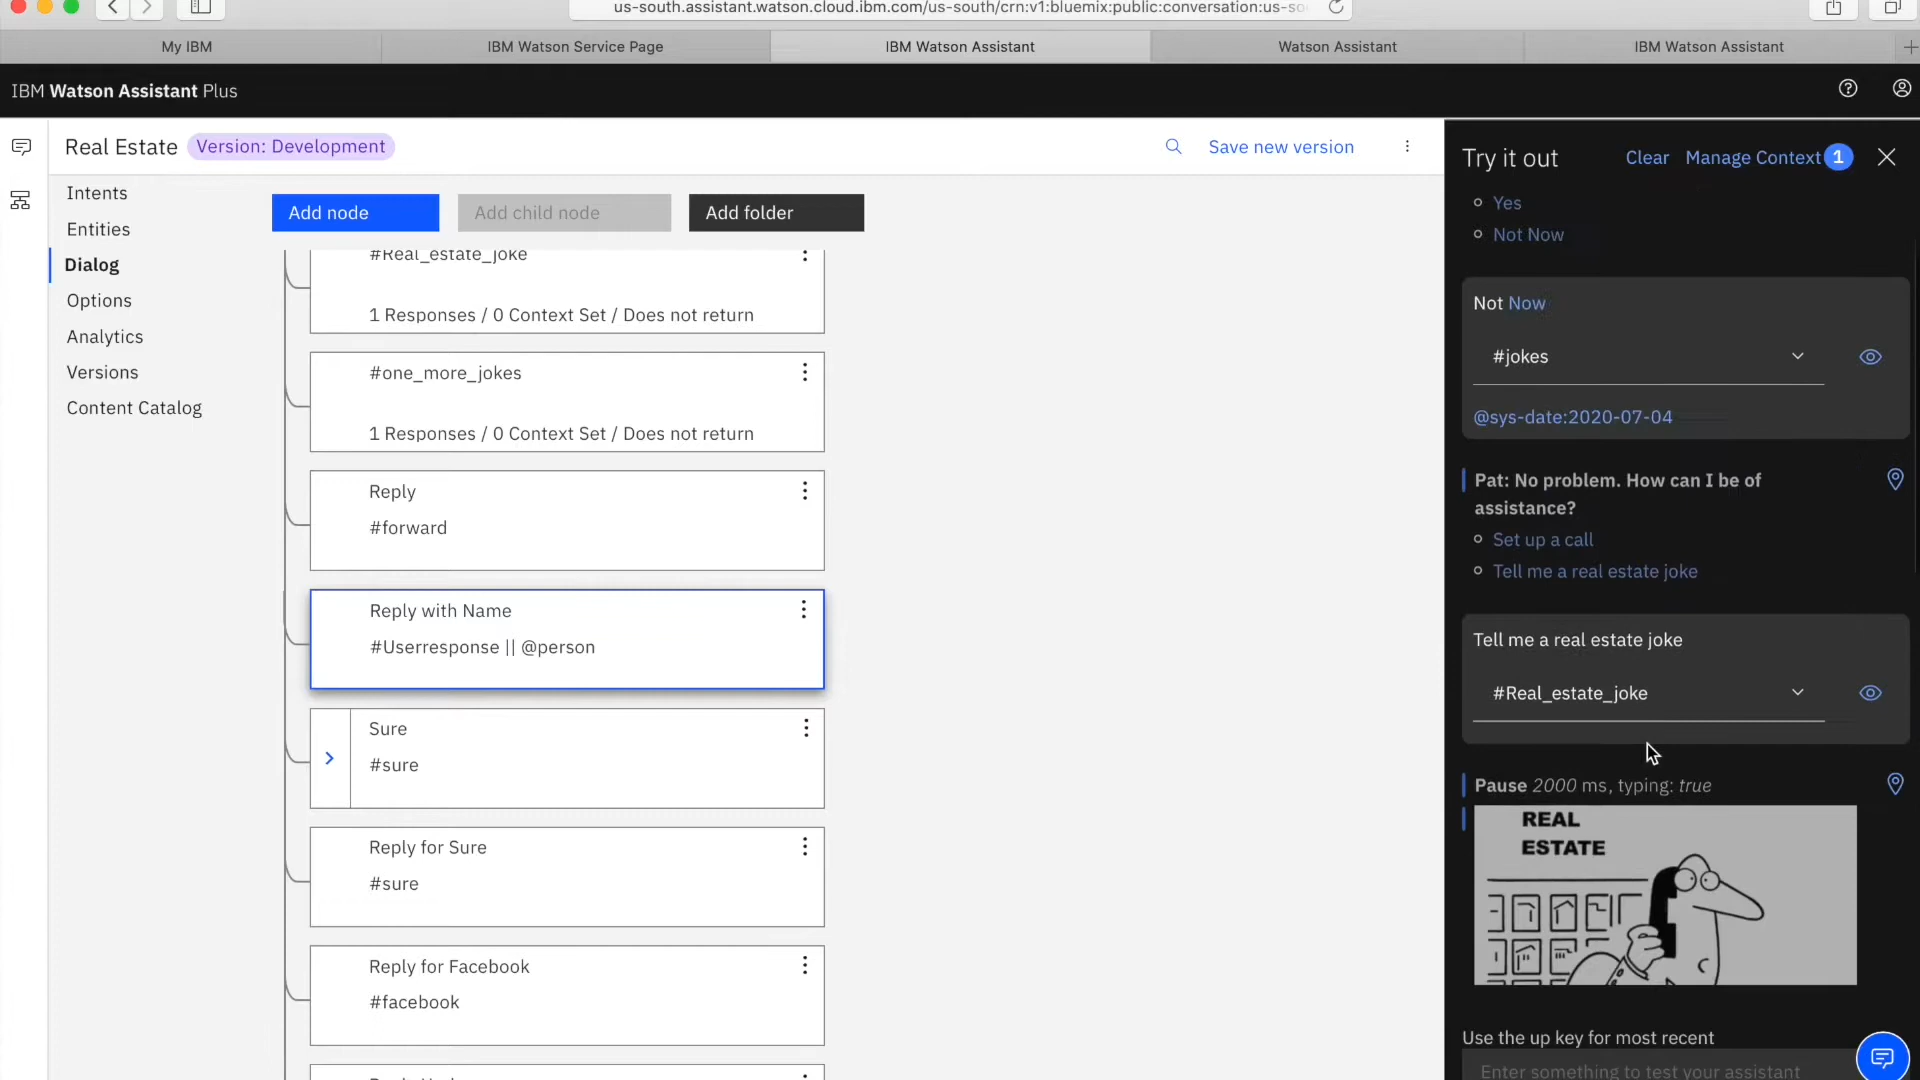 us-south.assistant.watson.cloud.ibm.com/us-south/crn:v1:bluemix:public:conversation:us-so
My IBM
IBM Watson Service Page
IBM Watson Assistant
Watson Assistant
IBM Watson Assistant
IBM Watson Assistant Plus
Real Estate
Version: Development
Save new version
Intents
Entities
Dialog
Options
Analytics
Versions
Content Catalog
Add node
Add child node
Add folder
#Real_estate_joke
1 Responses / 0 Context Set / Does not return
#one_more_jokes
1 Responses / 0 Context Set / Does not return
Reply
#forward
Reply with Name
#Userresponse || @person
Sure
#sure
Reply for Sure
#sure
Reply for Facebook
#facebook
Try it out
Clear
Manage Context 1
Yes
Not Now
Not Now
#jokes
@sys-date:2020-07-04
Pat: No problem. How can I be of
assistance?
Set up a call
Tell me a real estate joke
Tell me a real estate joke
#Real_estate_joke
Pause 2000 ms, typing: true
REAL
ESTATE
Use the up key for most recent
Enter something to test your assistant